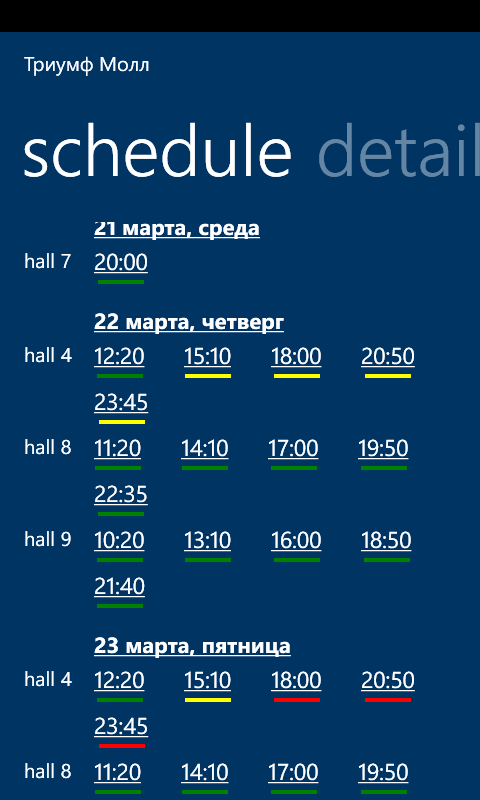 Триумф Молл
schedule detail
21 марта, среда
hall 7 20:00
22 марта, четверг
hall 4 12:20 15:10 18:00 20:50
23:45
hall 8 11:20 14:10 17:00 19:50
22:35
hall 9 10:20 13:10 16:00 18:50
21:40
23 марта, пятница
hall 4 12:20 15:10 18:00 20:50
23:45
hall 8 11:20 14:10 17:00 19:50